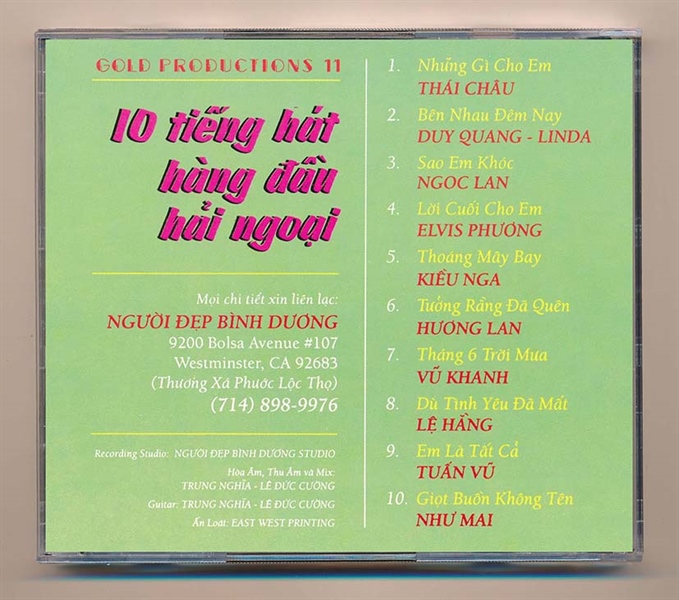 GOLD PRODUCTIONS 11
10 tiếng hát
hàng đầu
hải ngoại
Mọi chi tiết xin liên lạc:
NGƯỜI ĐẸP BÌNH DƯƠNG
9200 Bolsa Avenue #107
Westminster, CA 92683
(Thương Xá Phước Lộc Thọ)
(714) 898-9976
Recording Studio: NGƯỜI ĐẸP BÌNH DƯƠNG STUDIO
Hòa Âm, Thu Âm và Mix:
TRUNG NGHĨA - LÊ ĐỨC CƯỜNG
Guitar: TRUNG NGHĨA - LÊ ĐỨC CƯỜNG
Ấn Loát: EAST WEST PRINTING
1. Những Gì Cho Em
THÁI CHÂU
2. Bên Nhau Đêm Nay
DUY QUANG - LINDA
3. Sao Em Khóc
NGỌC LAN
4. Lời Cuối Cho Em
ELVIS PHƯƠNG
5. Thoáng Mây Bay
KIỀU NGA
6. Tưởng Rằng Đã Quên
HƯƠNG LAN
7. Tháng 6 Trời Mưa
VŨ KHANH
8. Dù Tình Yêu Đã Mất
LỆ HẰNG
9. Em Là Tất Cả
TUẤN VŨ
10. Giọt Buồn Không Tên
NHƯ MAI